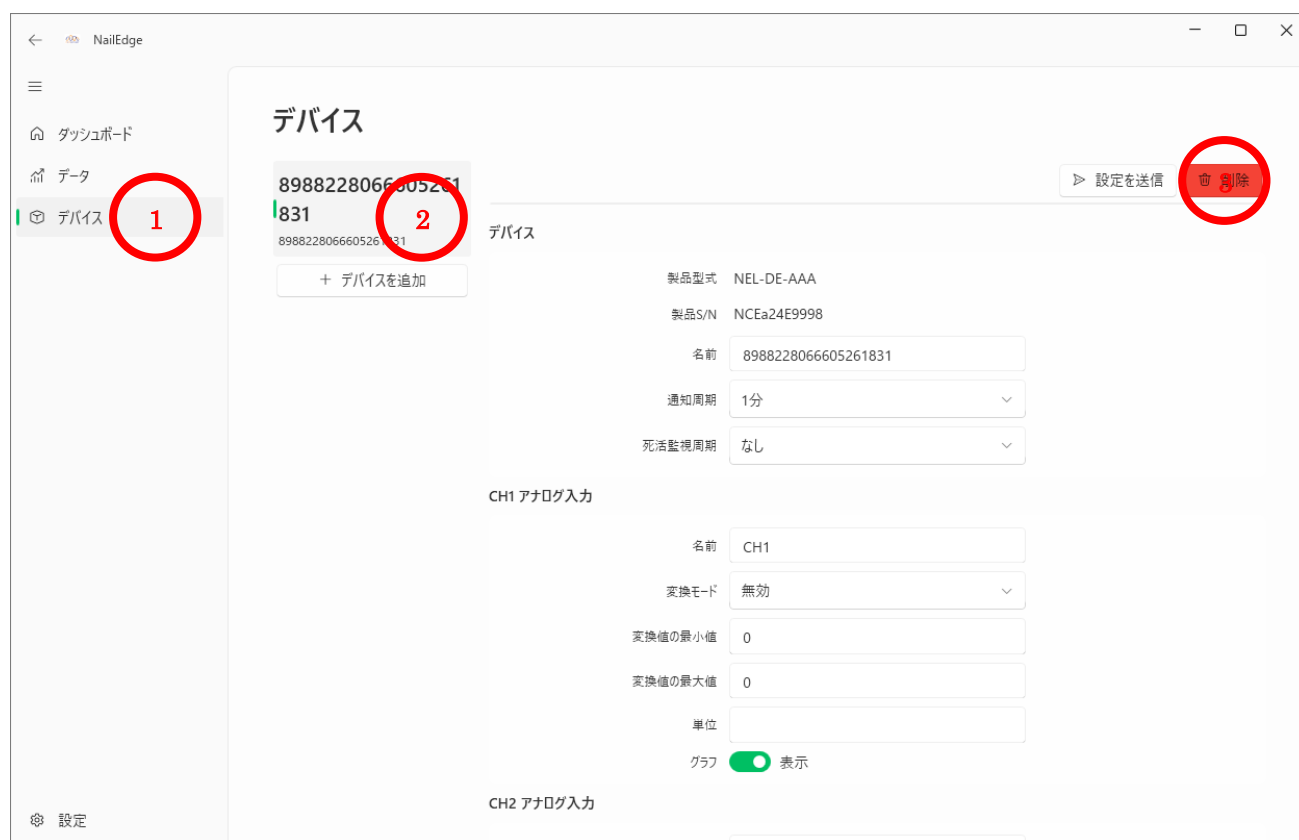 NailEdge
ダッシュボード
データ
デバイス
1
設定
デバイス
8988228066605261
831
8988228066605261831
2
+ デバイスを追加
設定を送信
削除
3
デバイス
製品型式 NEL-DE-AAA
製品S/N NCEa24E9998
名前 8988228066605261831
通知周期 1分
死活監視周期 なし
CH1 アナログ入力
名前 CH1
変換モード 無効
変換値の最小値 0
変換値の最大値 0
単位
グラフ 表示
CH2 アナログ入力